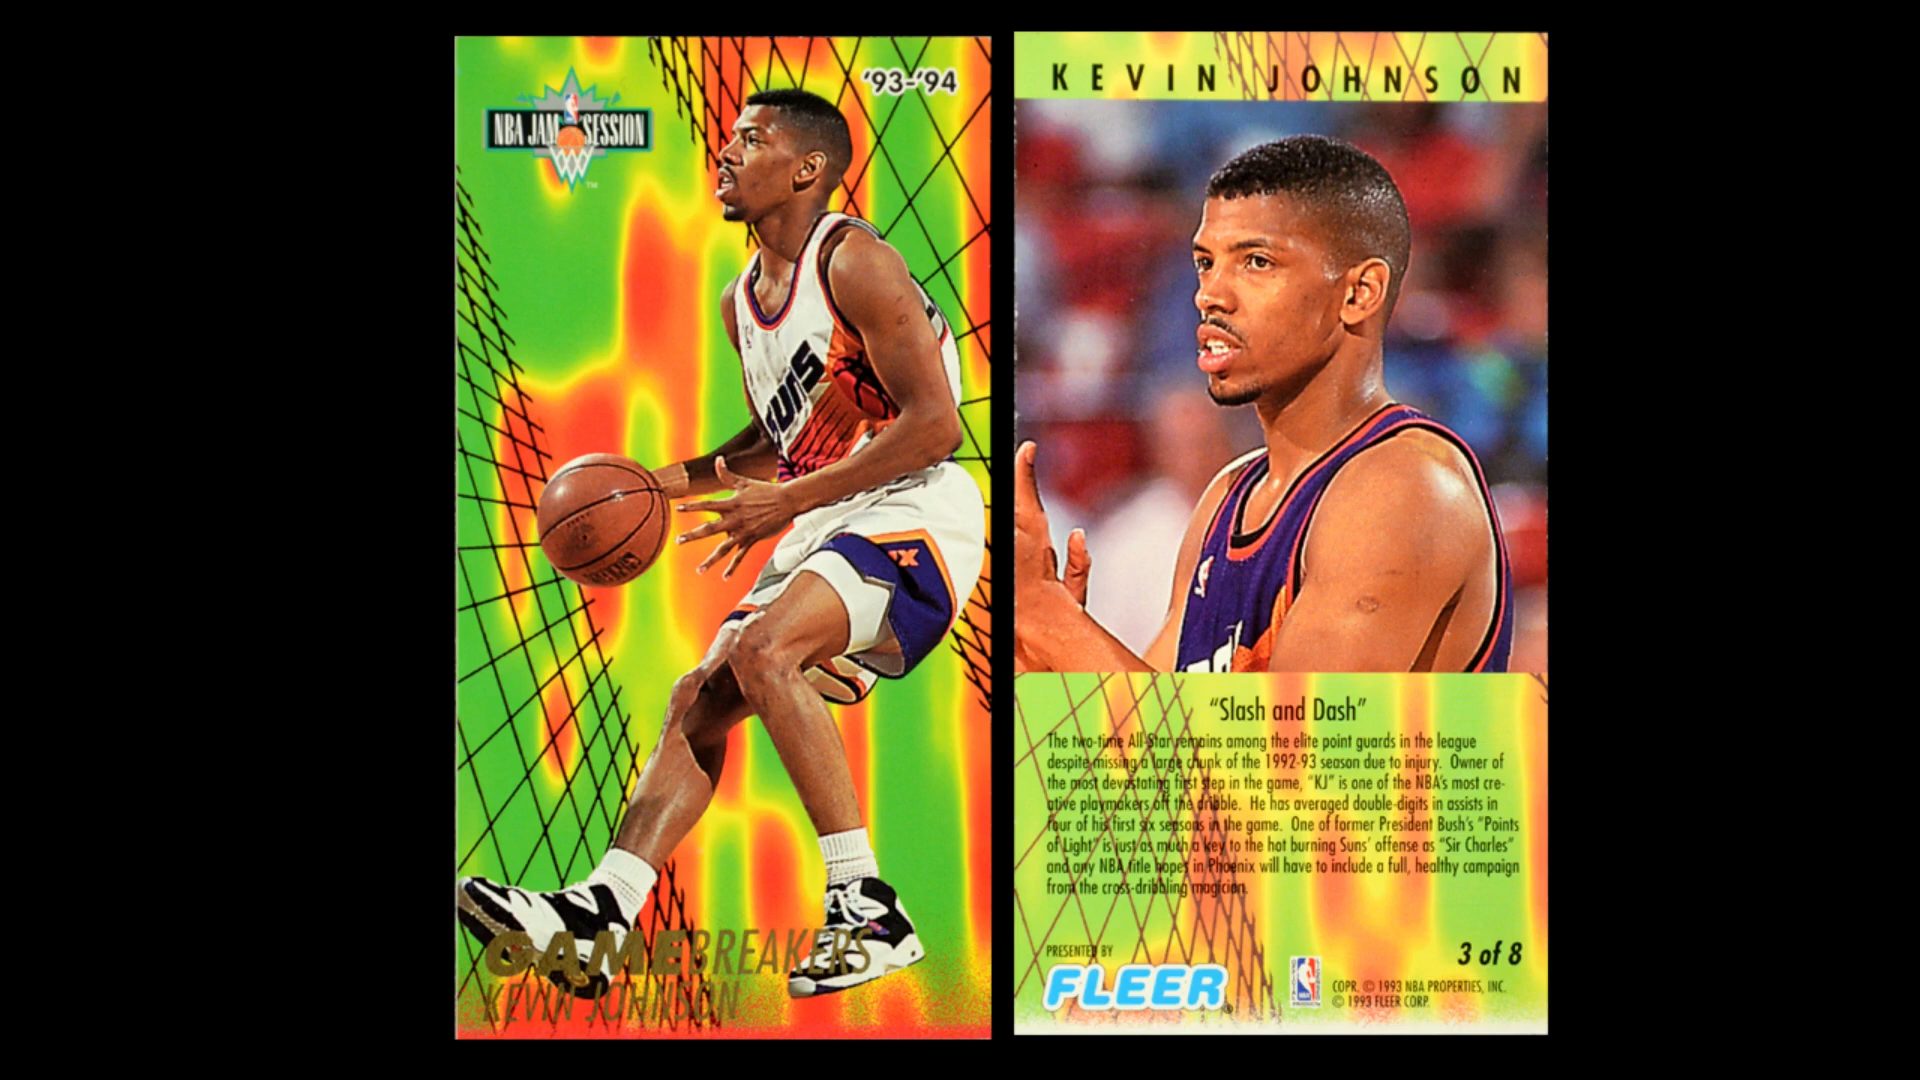 '93-'94
NBA JAM SESSION
TM
SUNS
GAMEBREAKERS
KEVIN JOHNSON
KEVIN JOHNSON
"Slash and Dash"
The two-time All-Star remains among the elite point guards in the league
despite missing a large chunk of the 1992-93 season due to injury. Owner of
the most devastating first step in the game, "KJ" is one of the NBA's most cre-
ative playmakers off the dribble. He has averaged double-digits in assists in
four of his first six seasons in the game. One of former President Bush's "Points
of Light" is just as much a key to the hot burning Suns' offense as "Sir Charles"
and any NBA title hopes in Phoenix will have to include a full, healthy campaign
from the cross-dribbling magician.
3 of 8
PRESENTED BY
FLEER®
COPR. © 1993 NBA PROPERTIES, INC.
© 1993 FLEER CORP.